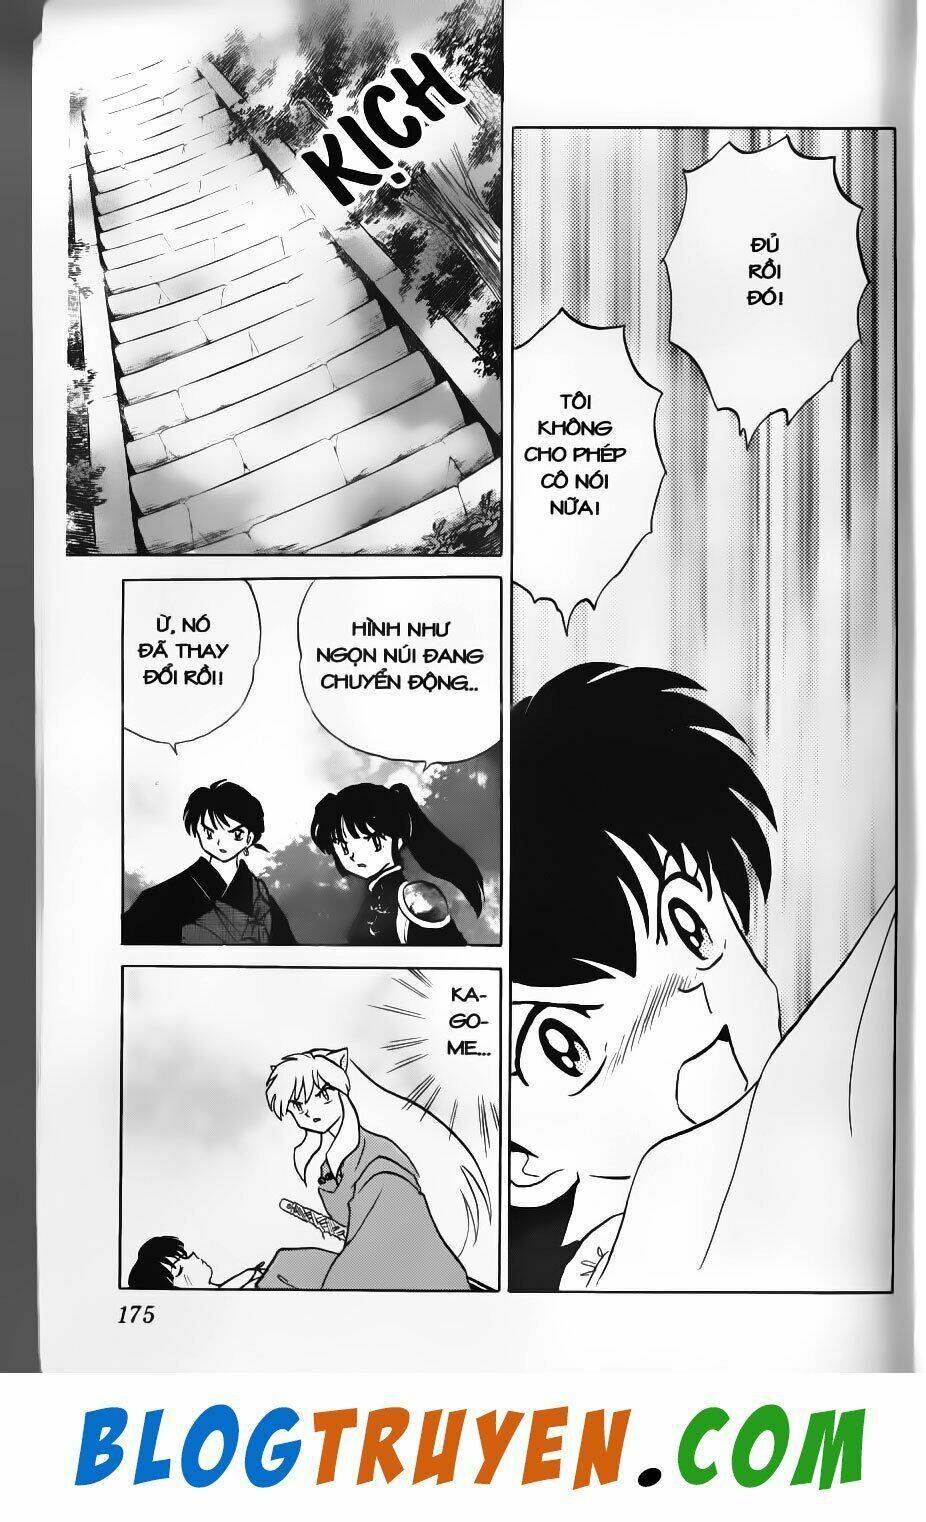 ĐỦ
RỒI
ĐÓ!
TÔI
KHÔNG
CHO PHÉP
CÔ NÓI
NỮA!
KỊCH
HÌNH NHƯ
NGỌN NÚI ĐANG
CHUYỂN ĐỘNG...
Ừ, NÓ
ĐÃ THAY
ĐỔI RỒI!
KA-
GO-
ME...
175
BLOGTRUYEN.COM